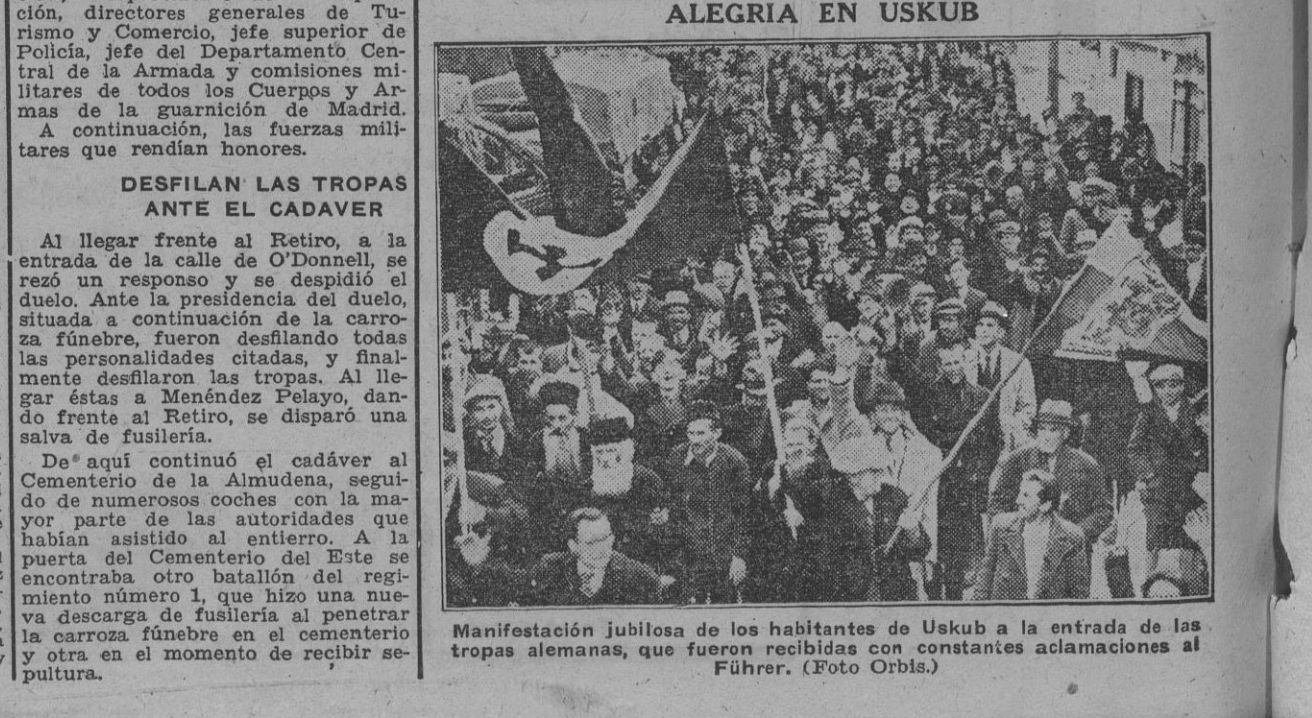 ción, directores generales de Tu-
rismo y Comercio, jefe superior de
Policía, jefe del Departamento Cen-
tral de la Armada y comisiones mi-
litares de todos los Cuerpos y Ar-
mas de la guarnición de Madrid.
A continuación, las fuerzas mili-
tares que rendían honores.
DESFILAN LAS TROPAS
ANTE EL CADAVER
Al llegar frente al Retiro, a la
entrada de la calle de O'Donnell, se
rezó un responso y se despidió el
duelo. Ante la presidencia del duelo,
situada a continuación de la carro-
za fúnebre, fueron desfilando todas
las personalidades citadas, y final-
mente desfilaron las tropas. Al lle-
gar éstas a Menéndez Pelayo, dan-
do frente al Retiro, se disparó una
salva de fusilería.
De aquí continuó el cadáver al
Cementerio de la Almudena, segui-
do de numerosos coches con la ma-
yor parte de las autoridades que
habían asistido al entierro. A la
puerta del Cementerio del Este se
encontraba otro batallón del regi-
miento número 1, que hizo una nue-
va descarga de fusilería al penetrar
la carroza fúnebre en el cementerio
y otra en el momento de recibir se-
pultura.
ALEGRIA EN USKUB
Manifestación jubilosa de los habitantes de Uskub a la entrada de las
tropas alemanas, que fueron recibidas con constantes aclamaciones al
Führer. (Foto Orbis.)